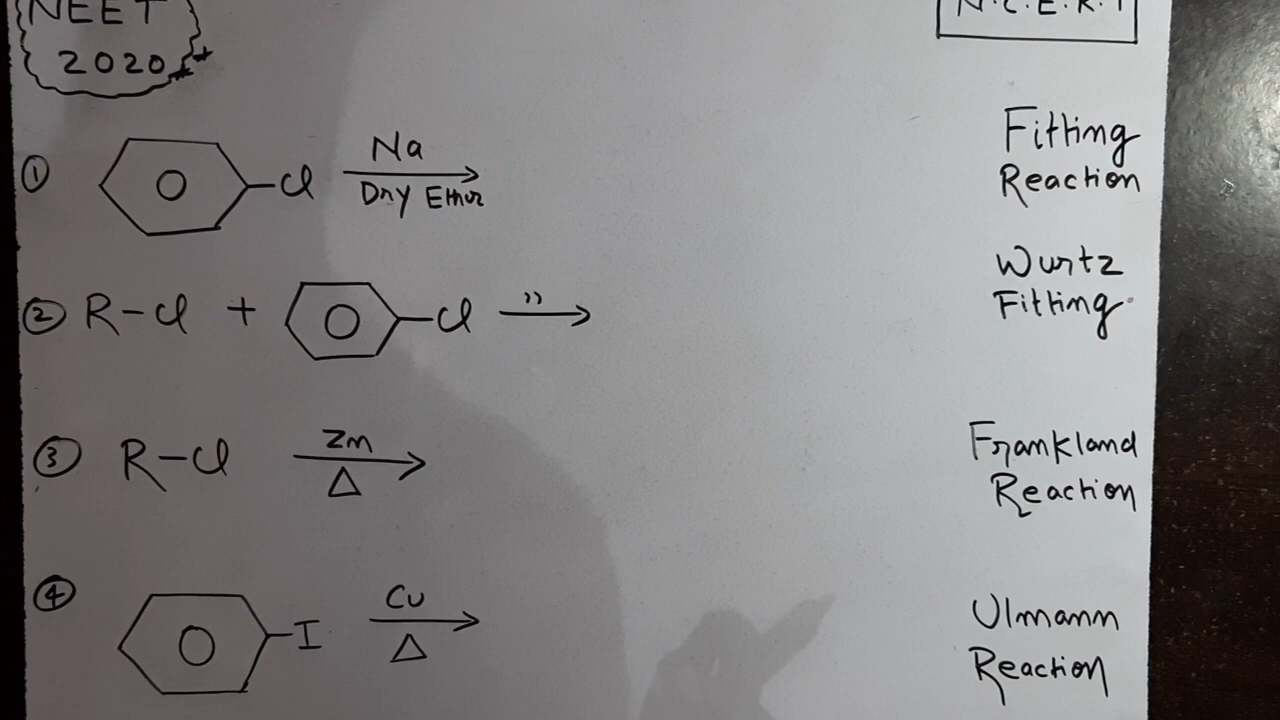 NEET
2020
N.C.E.R.T
① Cl Na
Dry Ether
Fitting
Reaction
② R-Cl + Cl ))
Wurtz
Fitting
③ R-Cl Zn
Δ
Frankland
Reaction
④ I Cu
Δ
Ulmann
Reaction